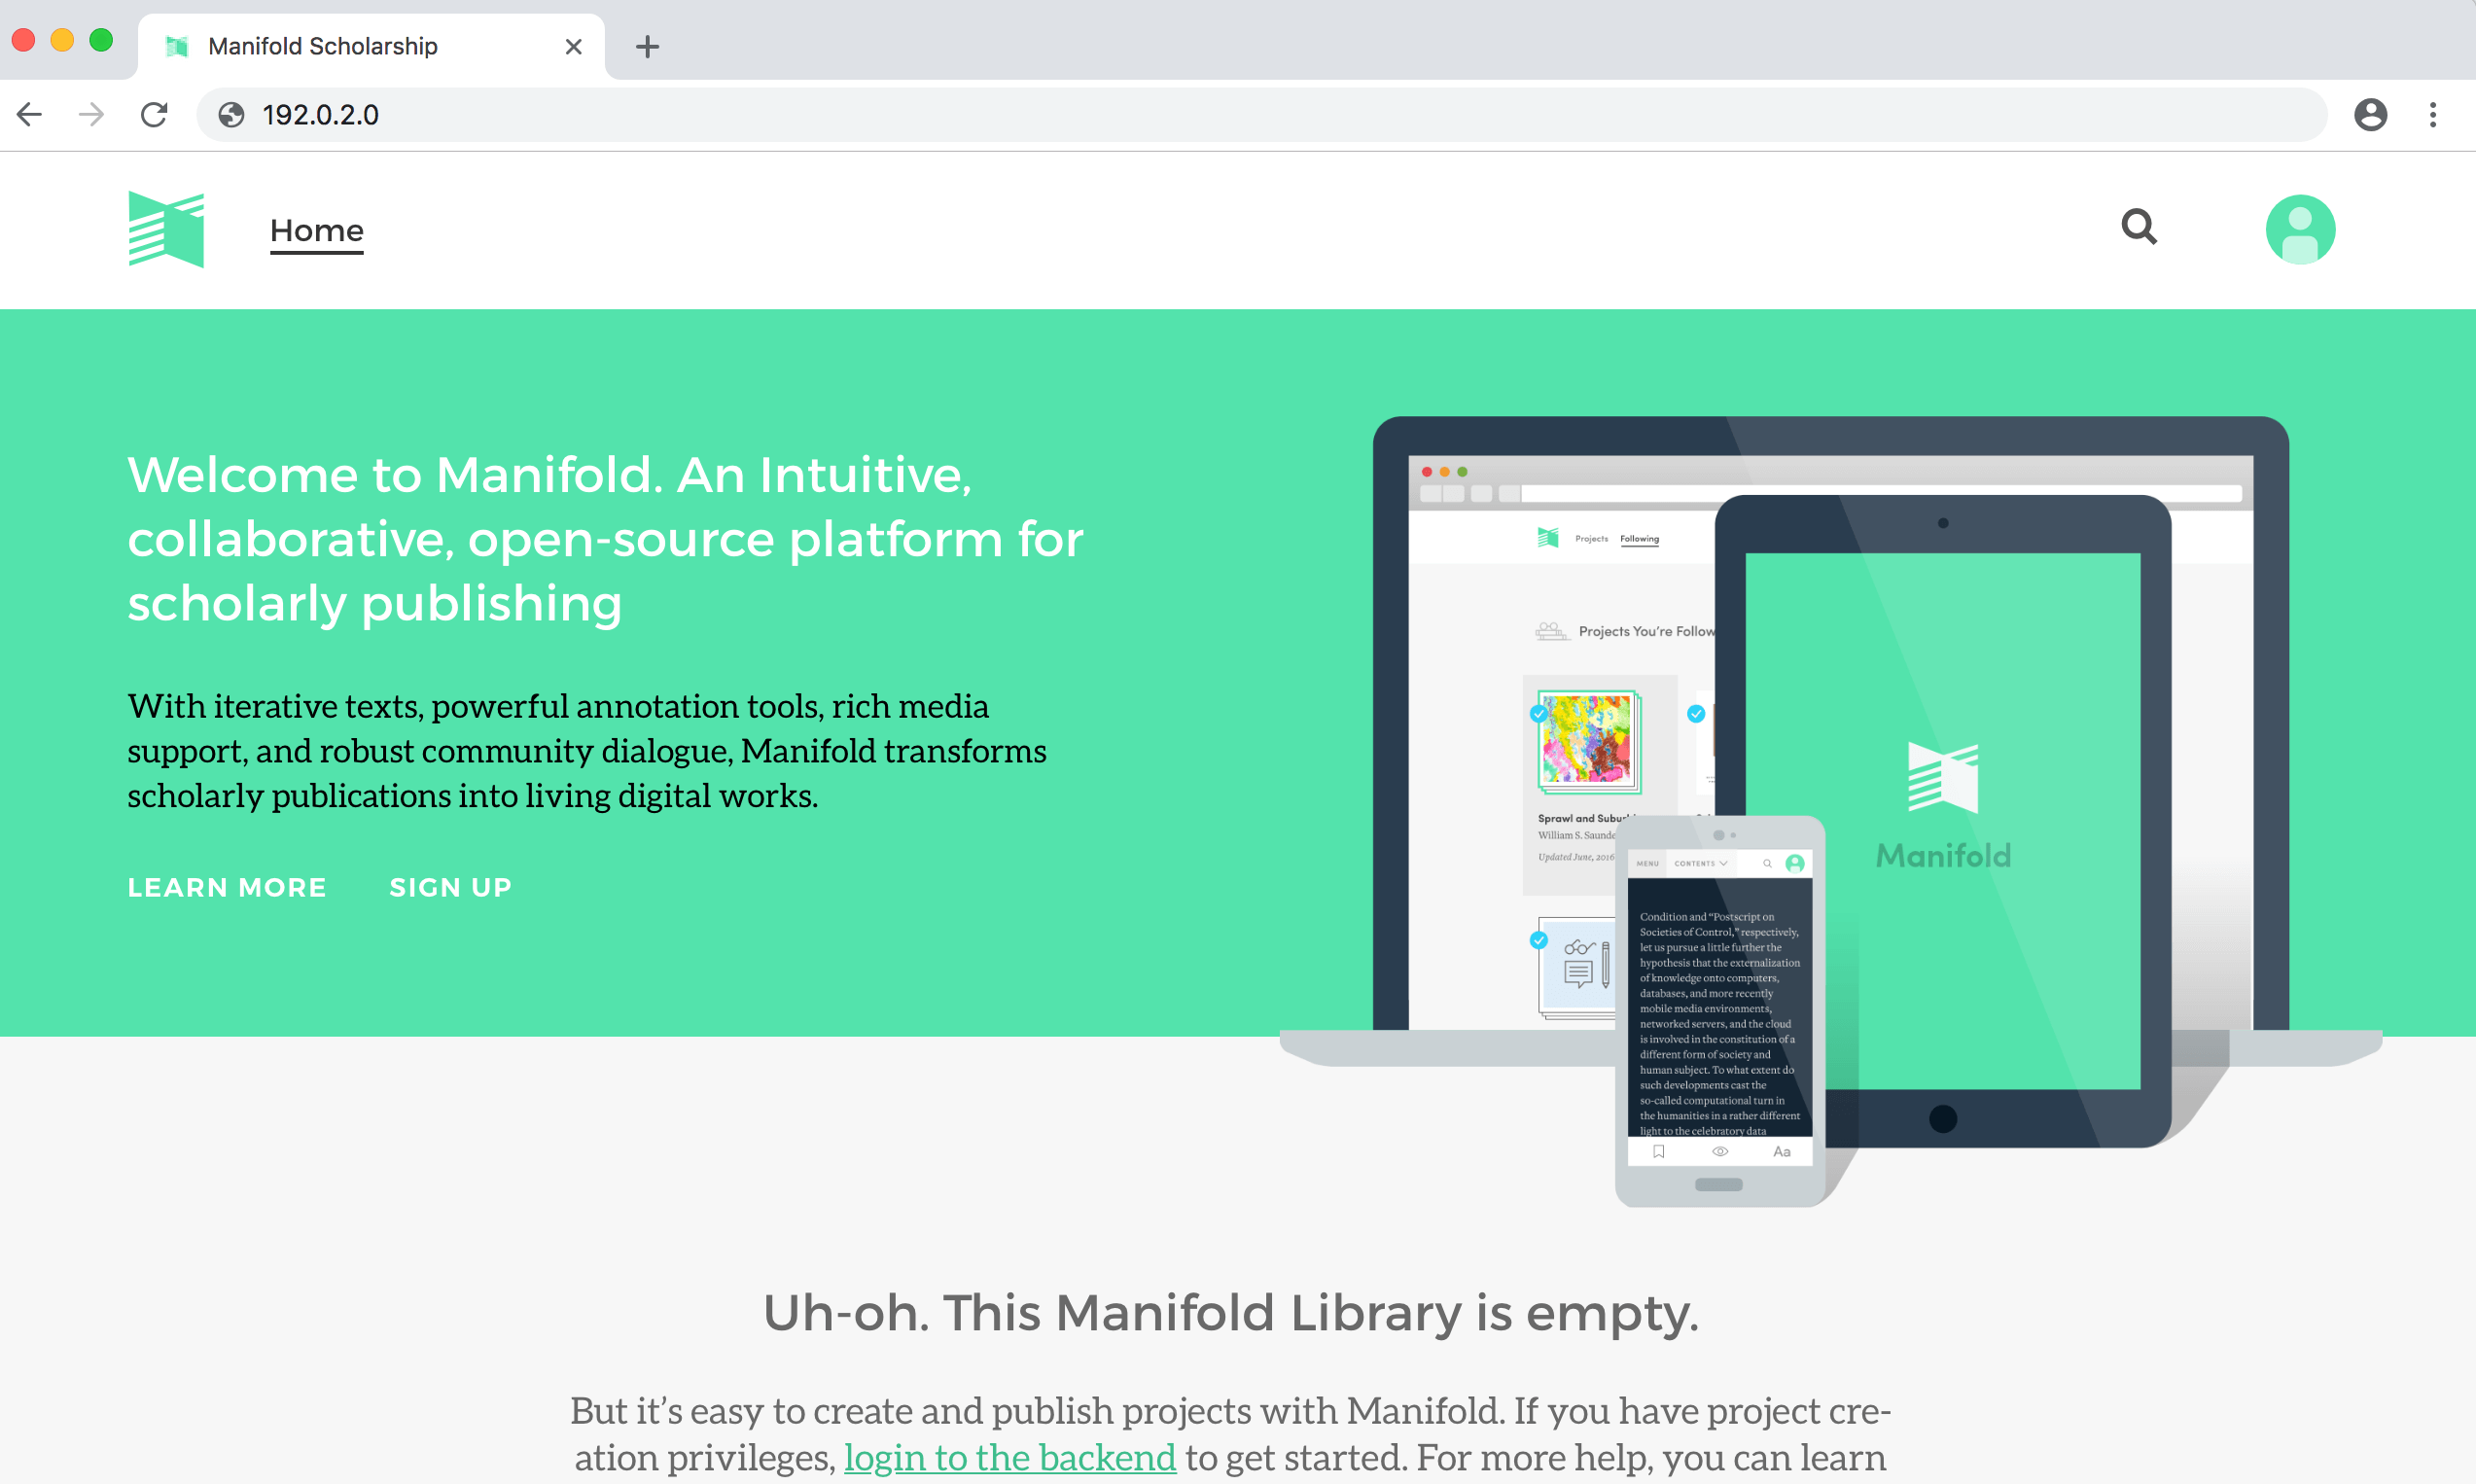 Manifold Scholarship
192.0.2.0
Home
Welcome to Manifold. An Intuitive,
collaborative, open-source platform for
scholarly publishing
With iterative texts, powerful annotation tools, rich media
support, and robust community dialogue, Manifold transforms
scholarly publications into living digital works.
LEARN MORE SIGN UP
Projects Following
Projects You're Follow
Sprawl and Subur
William S. Saunde
Updated June, 2016
Manifold
MENU CONTENTS
Condition and “Postscript on
Societies of Control,” respectively,
let us pursue a little further the
hypothesis that the externalization
of knowledge onto computers,
databases, and more recently
mobile media environments,
networked servers, and the cloud
is involved in the constitution of a
different form of society and
human subject. To what extent do
such developments cast the
so-called computational turn in
the humanities in a rather different
light to the celebratory data
Aa
Uh-oh. This Manifold Library is empty.
But it’s easy to create and publish projects with Manifold. If you have project cre-
ation privileges, login to the backend to get started. For more help, you can learn